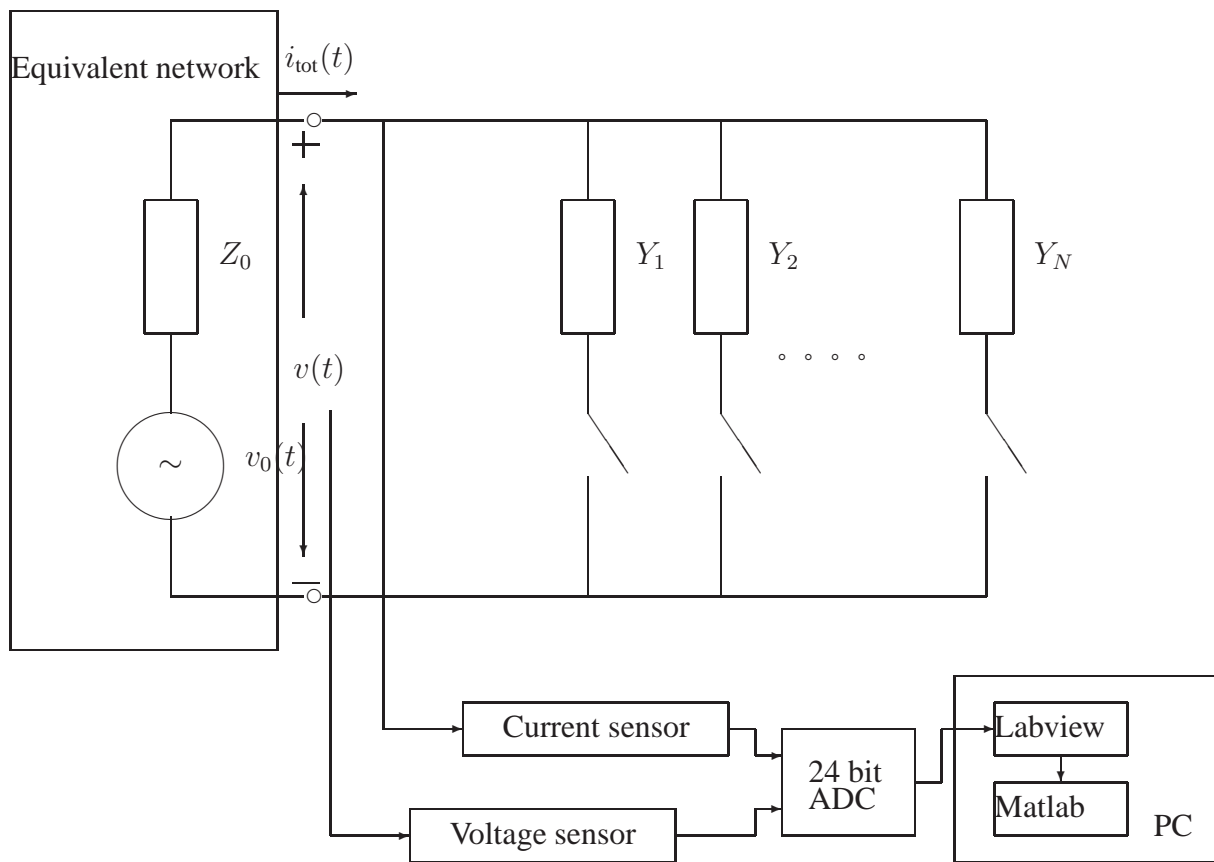 Equivalent network
i_tot(t)
+
Z_0
Y_1
Y_2
Y_N
v(t)
∼
v_0(t)
−
Current sensor
Labview
24 bit
ADC
Matlab
Voltage sensor
PC